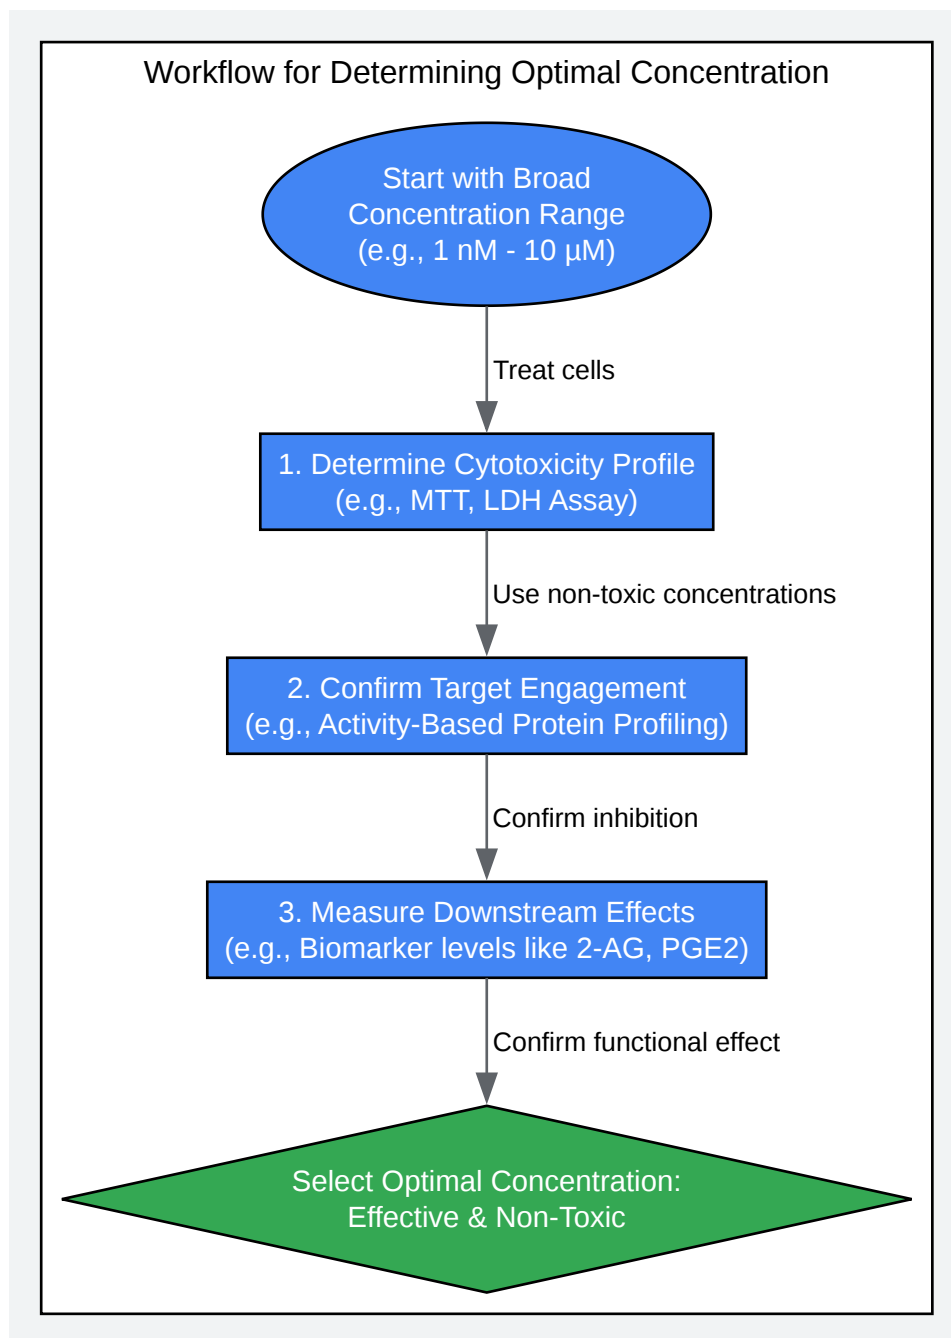 Workflow for Determining Optimal Concentration
Start with Broad
Concentration Range
(e.g., 1 nM - 10 µM)
Treat cells
1. Determine Cytotoxicity Profile
(e.g., MTT, LDH Assay)
Use non-toxic concentrations
2. Confirm Target Engagement
(e.g., Activity-Based Protein Profiling)
Confirm inhibition
3. Measure Downstream Effects
(e.g., Biomarker levels like 2-AG, PGE2)
Confirm functional effect
Select Optimal Concentration:
Effective & Non-Toxic